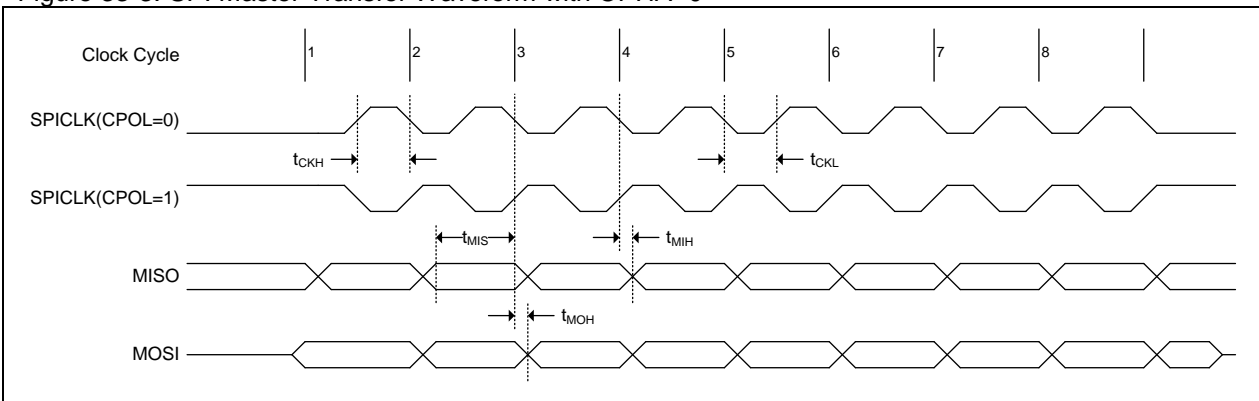 Figure 35-3. SPI Master Transfer Waveform with CPHA=0
Clock Cycle 1 2 3 4 5 6 7 8
SPICLK(CPOL=0)
tCKH tCKL
SPICLK(CPOL=1)
tMIS tMIH
MISO
tMOH
MOSI